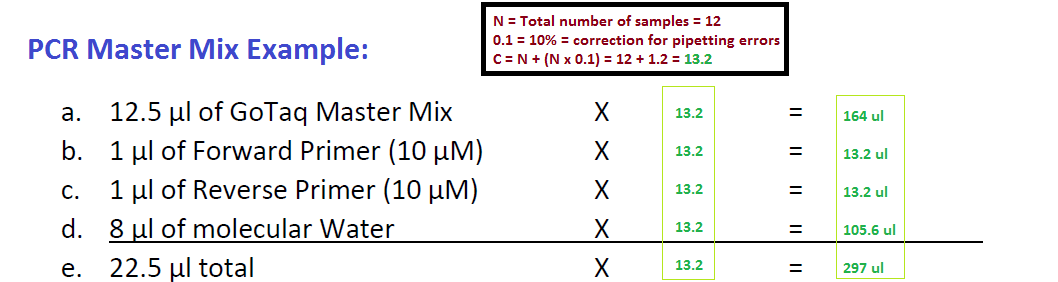 N = Total number of samples = 12
0.1 = 10% = correction for pipetting errors
C = N + (N x 0.1) = 12 + 1.2 = 13.2
PCR Master Mix Example:
a. 12.5 µl of GoTaq Master Mix X 13.2 = 164 ul
b. 1 µl of Forward Primer (10 µM) X 13.2 = 13.2 ul
c. 1 µl of Reverse Primer (10 µM) X 13.2 = 13.2 ul
d. 8 µl of molecular Water X 13.2 = 105.6 ul
e. 22.5 µl total X 13.2 = 297 ul